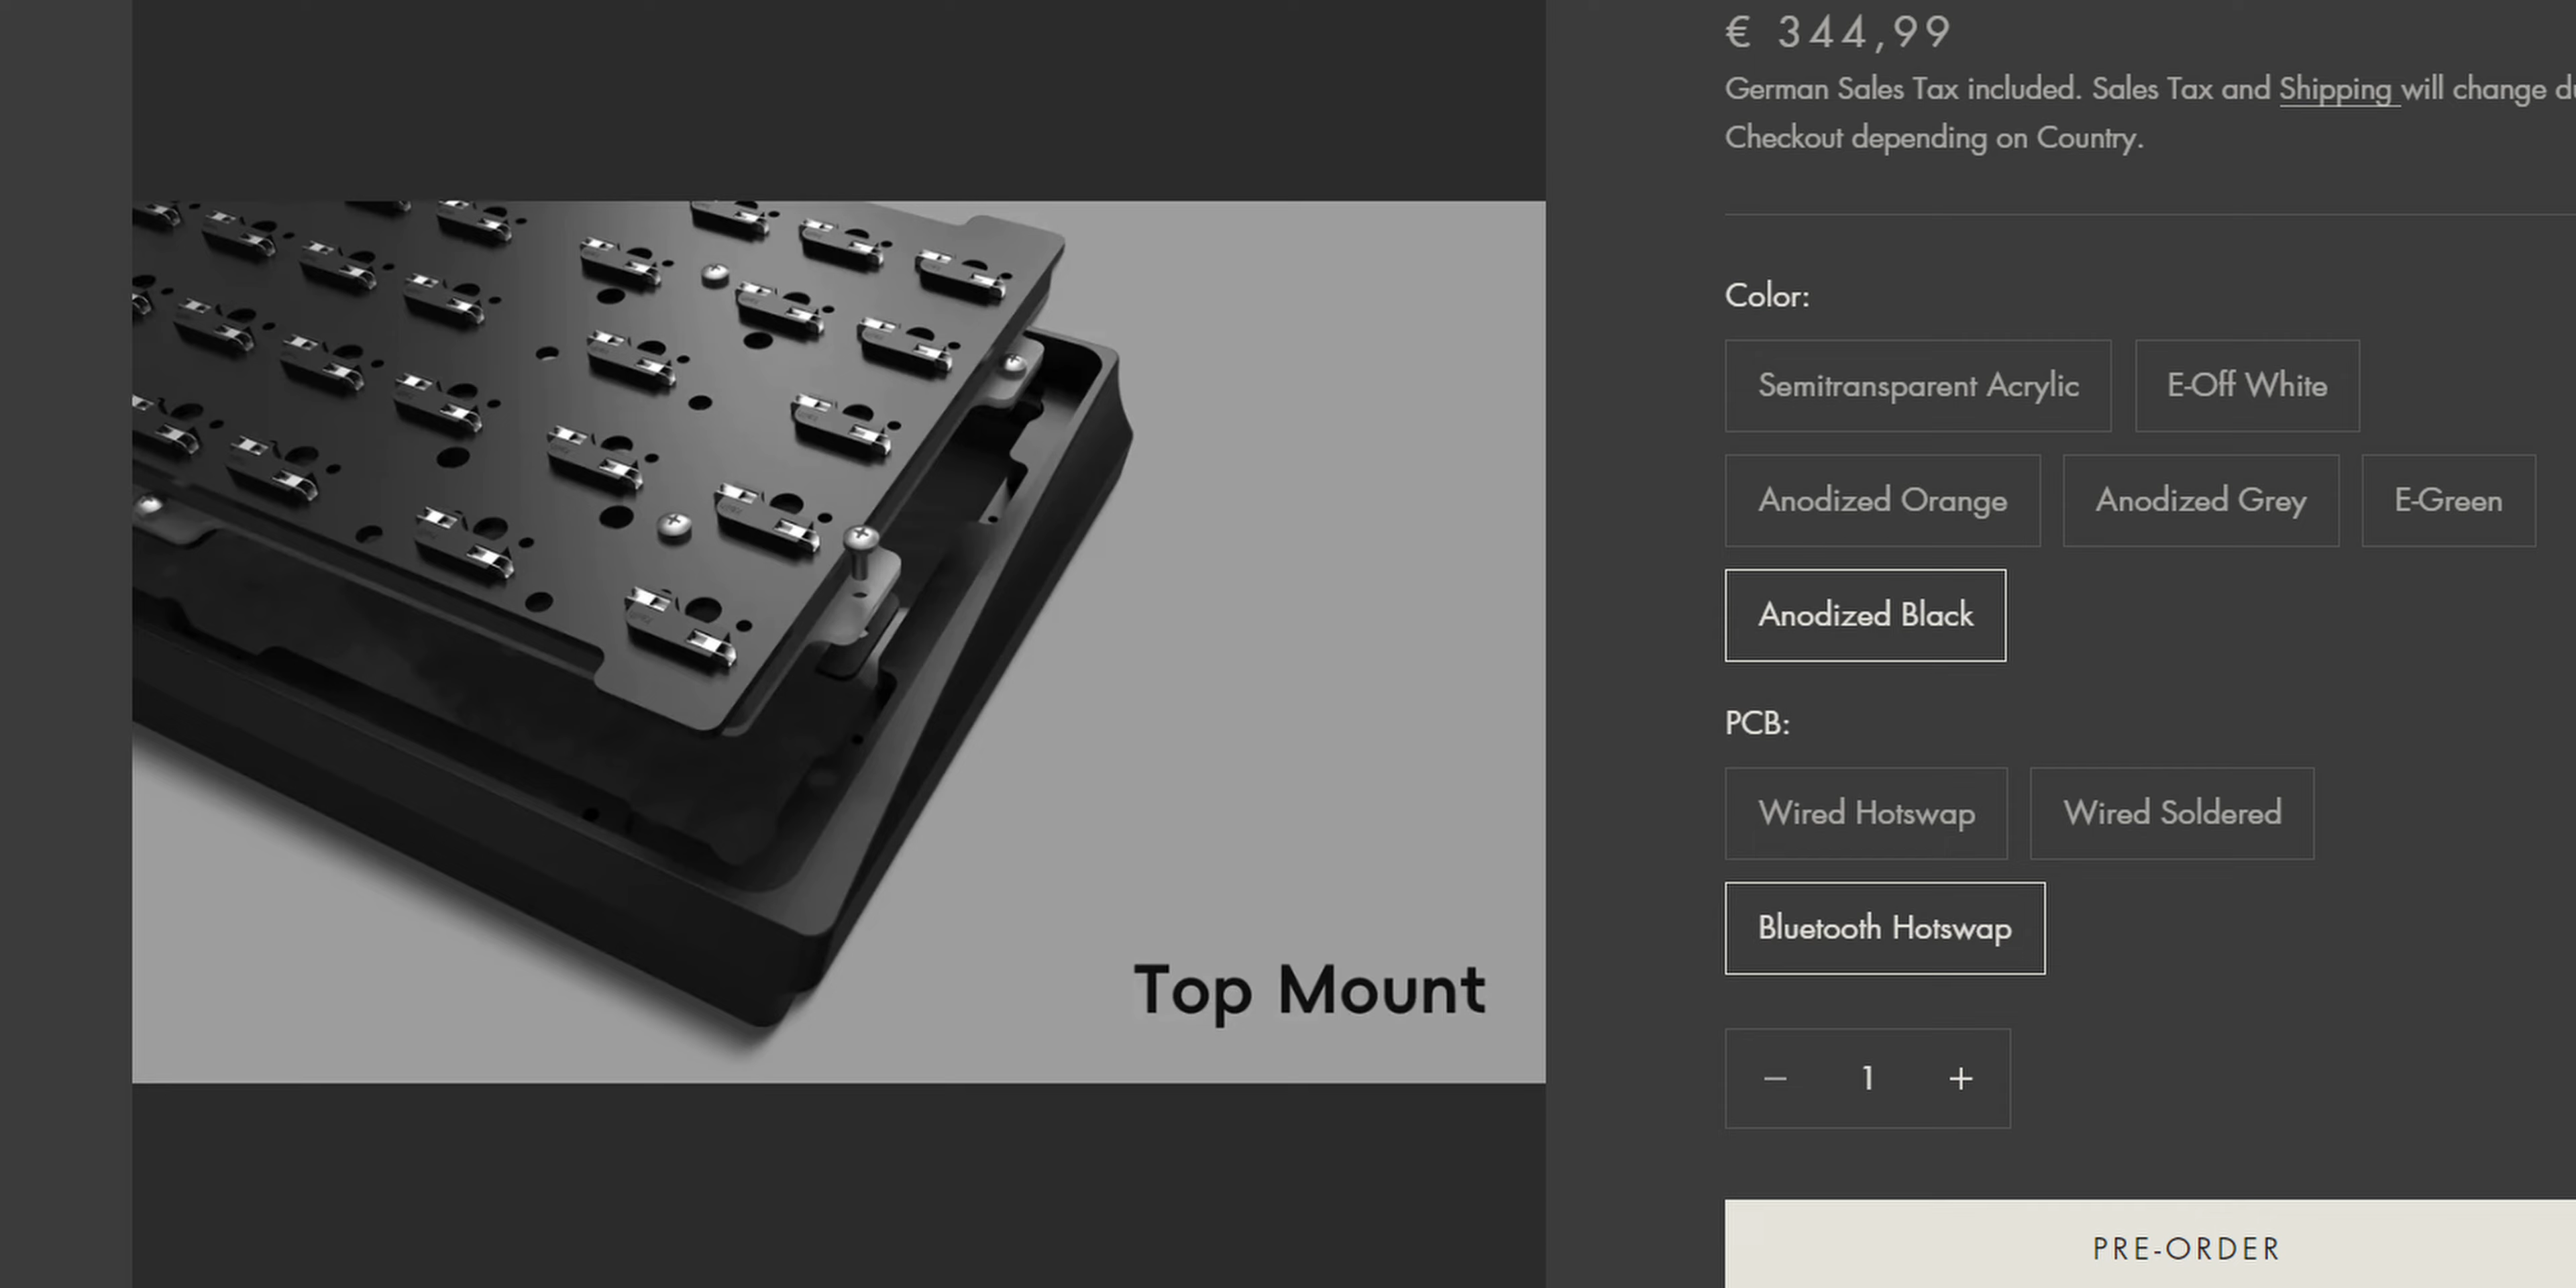 € 344,99
German Sales Tax included. Sales Tax and Shipping will change
Checkout depending on Country.
Color:
Semitransparent Acrylic
E-Off White
Anodized Orange
Anodized Grey
E-Green
Anodized Black
PCB:
Wired Hotswap
Wired Soldered
Bluetooth Hotswap
− 1 +
PRE-ORDER
Top Mount